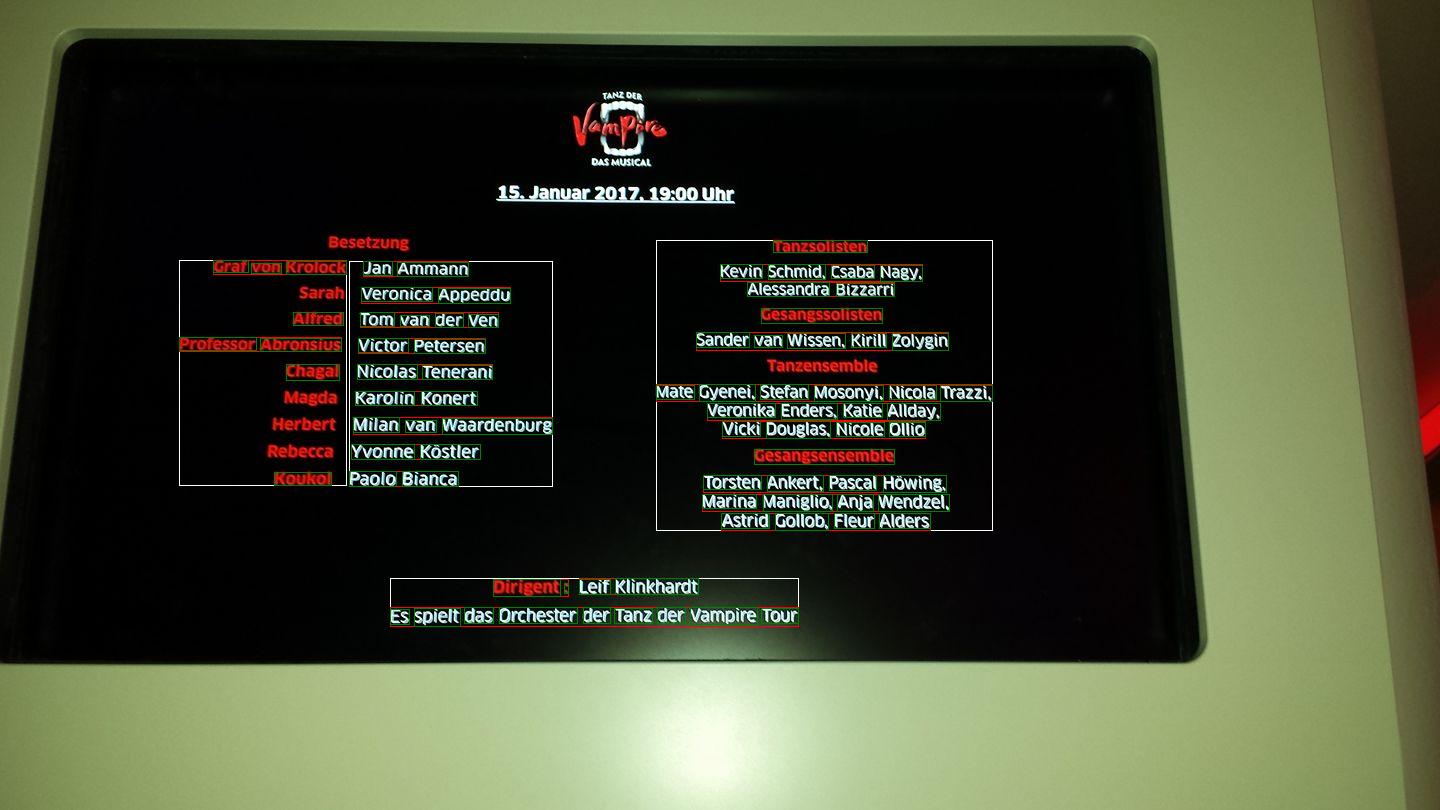 TANZ DER
Vampire
DAS MUSICAL
15. Januar 2017, 19:00 Uhr
Besetzung
Graf von Krolock Jan Ammann
Sarah Veronica Appeddu
Alfred Tom van der Ven
Professor Abronsius Victor Petersen
Chagal Nicolas Tenerani
Magda Karolin Konert
Herbert Milan van Waardenburg
Rebecca Yvonne Köstler
Koukol Paolo Bianca
Tanzsolisten
Kevin Schmid, Csaba Nagy,
Alessandra Bizzarri
Gesangssolisten
Sander van Wissen, Kirill Zolygin
Tanzensemble
Mate Gyenei, Stefan Mosonyi, Nicola Trazzi,
Veronika Enders, Katie Allday,
Vicki Douglas, Nicole Ollio
Gesangsensemble
Torsten Ankert, Pascal Höwing,
Marina Maniglio, Anja Wendzel,
Astrid Gollob, Fleur Alders
Dirigent : Leif Klinkhardt
Es spielt das Orchester der Tanz der Vampire Tour